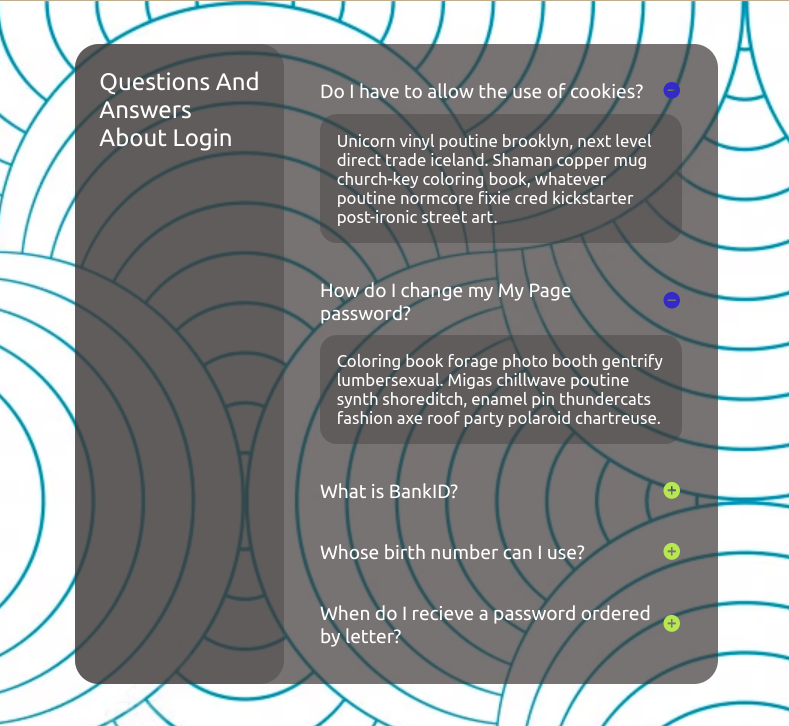 Questions And
Answers
About Login
Do I have to allow the use of cookies?
Unicorn vinyl poutine brooklyn, next level
direct trade iceland. Shaman copper mug
church-key coloring book, whatever
poutine normcore fixie cred kickstarter
post-ironic street art.
How do I change my My Page
password?
Coloring book forage photo booth gentrify
lumbersexual. Migas chillwave poutine
synth shoreditch, enamel pin thundercats
fashion axe roof party polaroid chartreuse.
What is BankID?
Whose birth number can I use?
When do I recieve a password ordered
by letter?